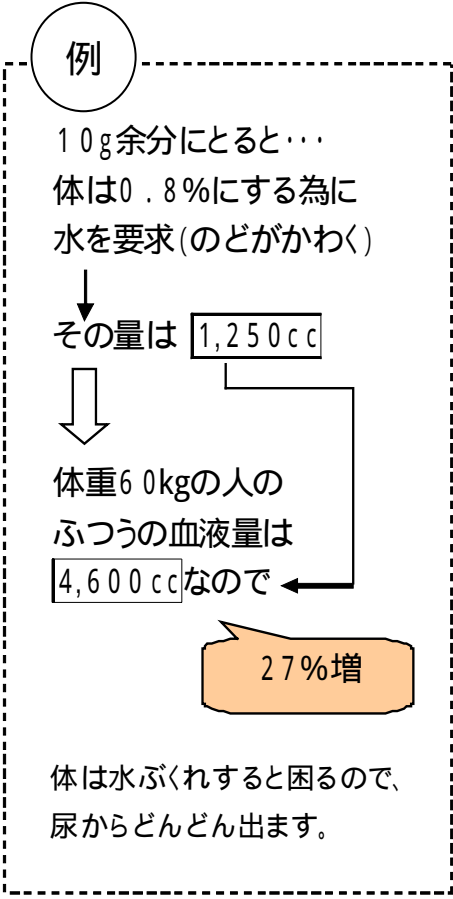 例
10g余分にとると・・・
体は0.8%にする為に
水を要求(のどがかわく)
その量は 1,250cc
体重60kgの人の
ふつうの血液量は
4,600ccなので
27%増
体は水ぶくれすると困るので、
尿からどんどん出ます。